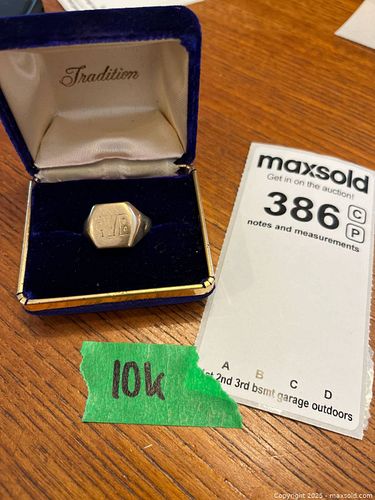 Tradition
maxsold
Get in on the auction!
386 C
P
notes and measurements
10k
A B C D
1st 2nd 3rd bsmt garage outdoors
Copyright 2025 - maxsold.com